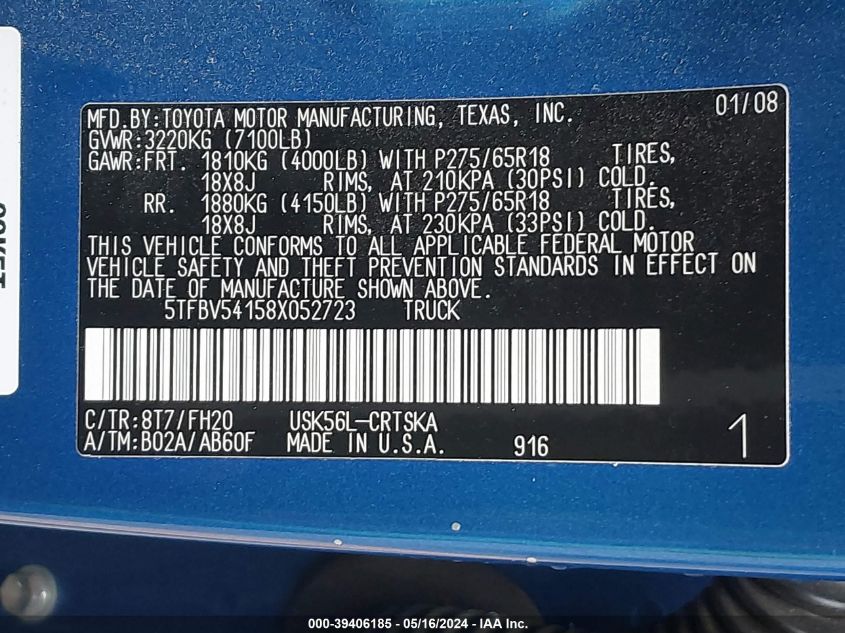 MFD.BY:TOYOTA MOTOR MANUFACTURING, TEXAS, INC. 01/08
GVWR:3220KG (7100LB)
GAWR:FRT. 1810KG (4000LB) WITH P275/65R18 TIRES,
18X8J RIMS, AT 210KPA (30PSI) COLD.
RR. 1880KG (4150LB) WITH P275/65R18 TIRES,
18X8J RIMS, AT 230KPA (33PSI) COLD.
THIS VEHICLE CONFORMS TO ALL APPLICABLE FEDERAL MOTOR
VEHICLE SAFETY AND THEFT PREVENTION STANDARDS IN EFFECT ON
THE DATE OF MANUFACTURE SHOWN ABOVE.
5TFBV54158X052723 TRUCK
C/TR:8T7/FH20 USK56L-CRTSKA
A/TM:B02A/AB60F MADE IN U.S.A. 916 1
000-39406185 - 05/16/2024 - IAA Inc.